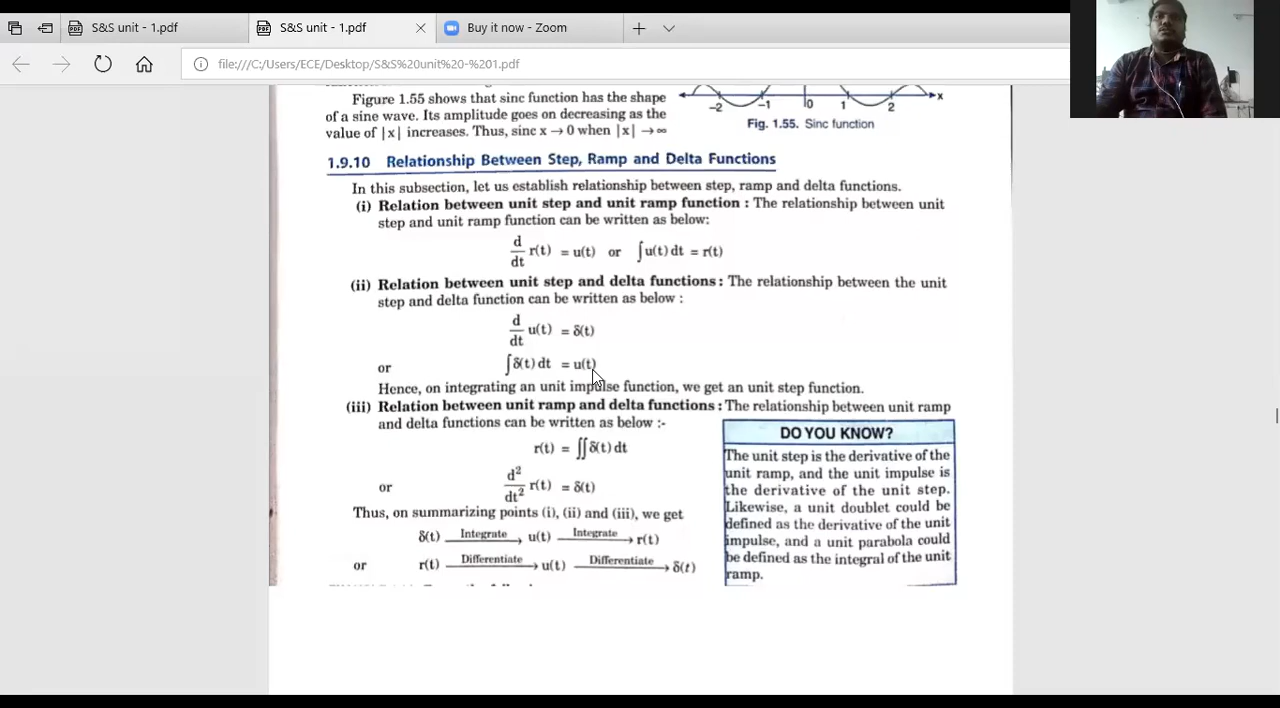 S&S unit - 1.pdf
S&S unit - 1.pdf
Buy it now - Zoom
file:///C:/Users/ECE/Desktop/S&S%20unit%20-%201.pdf
Figure 1.55 shows that sinc function has the shape
of a sine wave. Its amplitude goes on decreasing as the
value of |x| increases. Thus, sinc x → 0 when |x| → ∞
−2 −1 0 1 2 x
Fig. 1.55. Sinc function
1.9.10 Relationship Between Step, Ramp and Delta Functions
In this subsection, let us establish relationship between step, ramp and delta functions.
(i) Relation between unit step and unit ramp function : The relationship between unit
step and unit ramp function can be written as below:
d/dt r(t) = u(t) or ∫u(t) dt = r(t)
(ii) Relation between unit step and delta functions : The relationship between the unit
step and delta function can be written as below :
d/dt u(t) = δ(t)
or ∫δ(t) dt = u(t)
Hence, on integrating an unit impulse function, we get an unit step function.
(iii) Relation between unit ramp and delta functions : The relationship between unit ramp
and delta functions can be written as below :-
r(t) = ∬δ(t) dt
or d²/dt² r(t) = δ(t)
Thus, on summarizing points (i), (ii) and (iii), we get
δ(t) Integrate → u(t) Integrate → r(t)
or r(t) Differentiate → u(t) Differentiate → δ(t)
DO YOU KNOW?
The unit step is the derivative of the
unit ramp, and the unit impulse is
the derivative of the unit step.
Likewise, a unit doublet could be
defined as the derivative of the unit
impulse, and a unit parabola could
be defined as the integral of the unit
ramp.